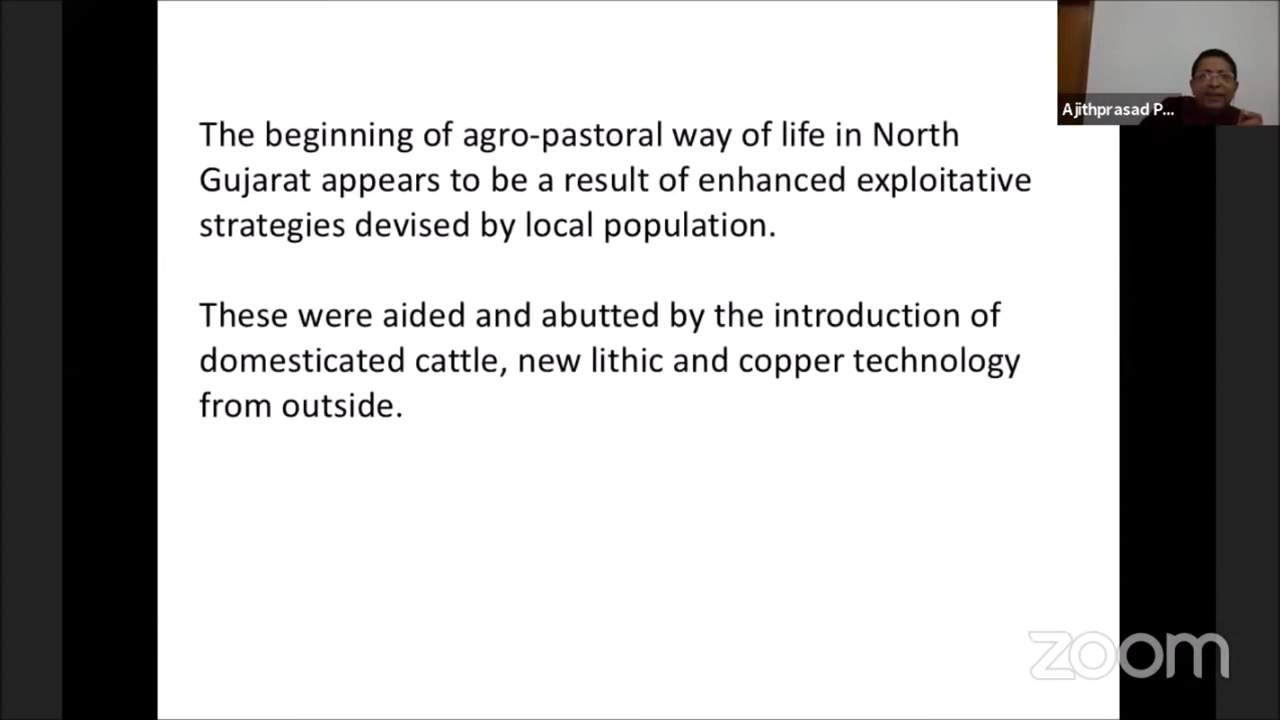 Ajithprasad P...
The beginning of agro-pastoral way of life in North
Gujarat appears to be a result of enhanced exploitative
strategies devised by local population.
These were aided and abutted by the introduction of
domesticated cattle, new lithic and copper technology
from outside.
zoom